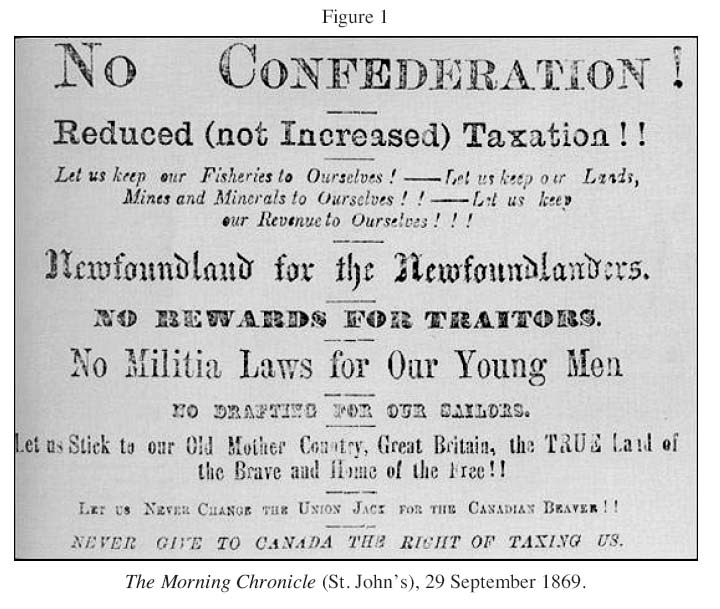 Figure 1
No Confederation!
Reduced (not Increased) Taxation!!
Let us keep our Fisheries to Ourselves! — Let us keep our Lands,
Mines and Minerals to Ourselves!! — Let us keep
our Revenue to Ourselves!!!
Newfoundland for the Newfoundlanders.
NO REWARDS FOR TRAITORS.
No Militia Laws for Our Young Men
NO DRAFTING FOR OUR SAILORS.
Let us Stick to our Old Mother Country, Great Britain, the TRUE Land of
the Brave and Home of the Free!!
Let us Never Change the Union Jack for the Canadian Beaver!!
NEVER GIVE TO CANADA THE RIGHT OF TAXING US.
The Morning Chronicle (St. John's), 29 September 1869.